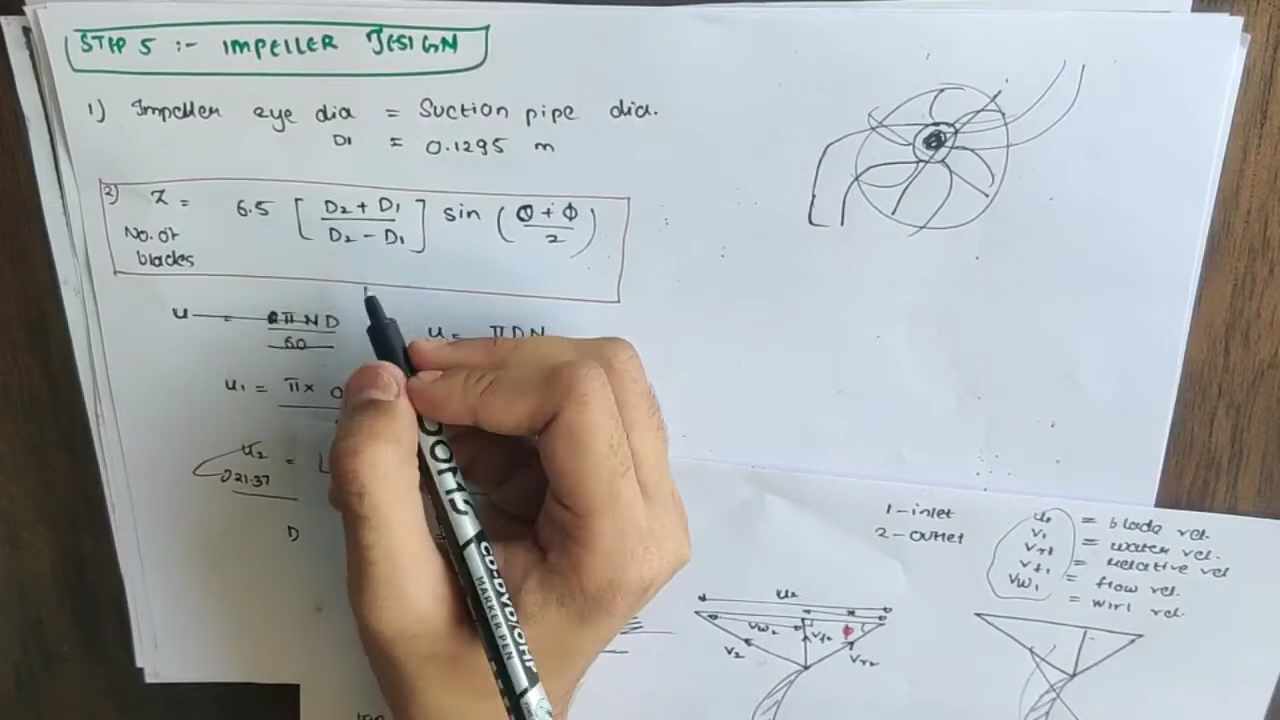 STEP 5 :- IMPELLER DESIGN
1) Impeller eye dia = Suction pipe dia.
D1 = 0.1295 m
2) Z = 6.5 [ D2 + D1 / D2 - D1 ] sin ( θ + φ / 2 )
No. of
blades
u = 2πND / 60
u = πDN
u1 = π× 0
u2 =
21.37
D
1-inlet
2-outlet
u1 = blade vel.
V1 = water vel.
Vr1 = relative vel
Vf1 = flow vel.
Vw1 = wirl vel.
u2
Vw2
Vf2
φ
V2
Vr2
DOMS
CD-DVD/OHP
MARKER PEN